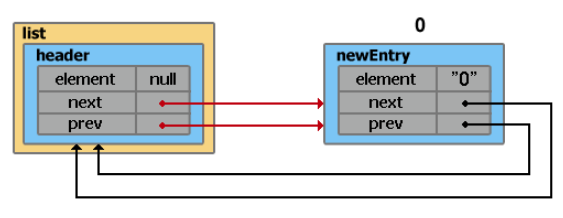 0
list
header
element null
next
prev
newEntry
element "0"
next
prev